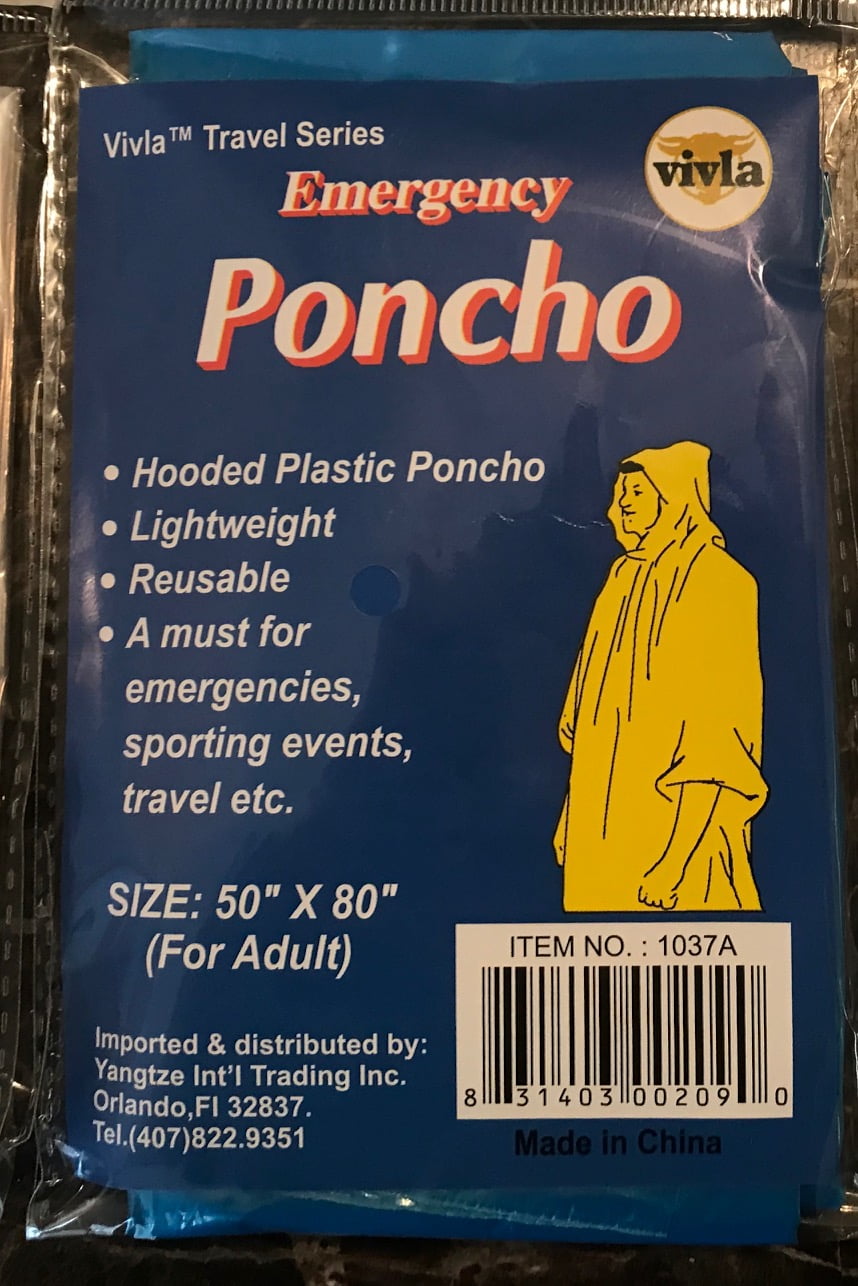 Vivla™ Travel Series
vivla
Emergency
Poncho
• Hooded Plastic Poncho
• Lightweight
• Reusable
• A must for
emergencies,
sporting events,
travel etc.
SIZE: 50" X 80"
(For Adult)
ITEM NO. : 1037A
8 31403 00209 0
Imported & distributed by:
Yangtze Int'l Trading Inc.
Orlando,Fl 32837.
Tel.(407)822.9351
Made in China